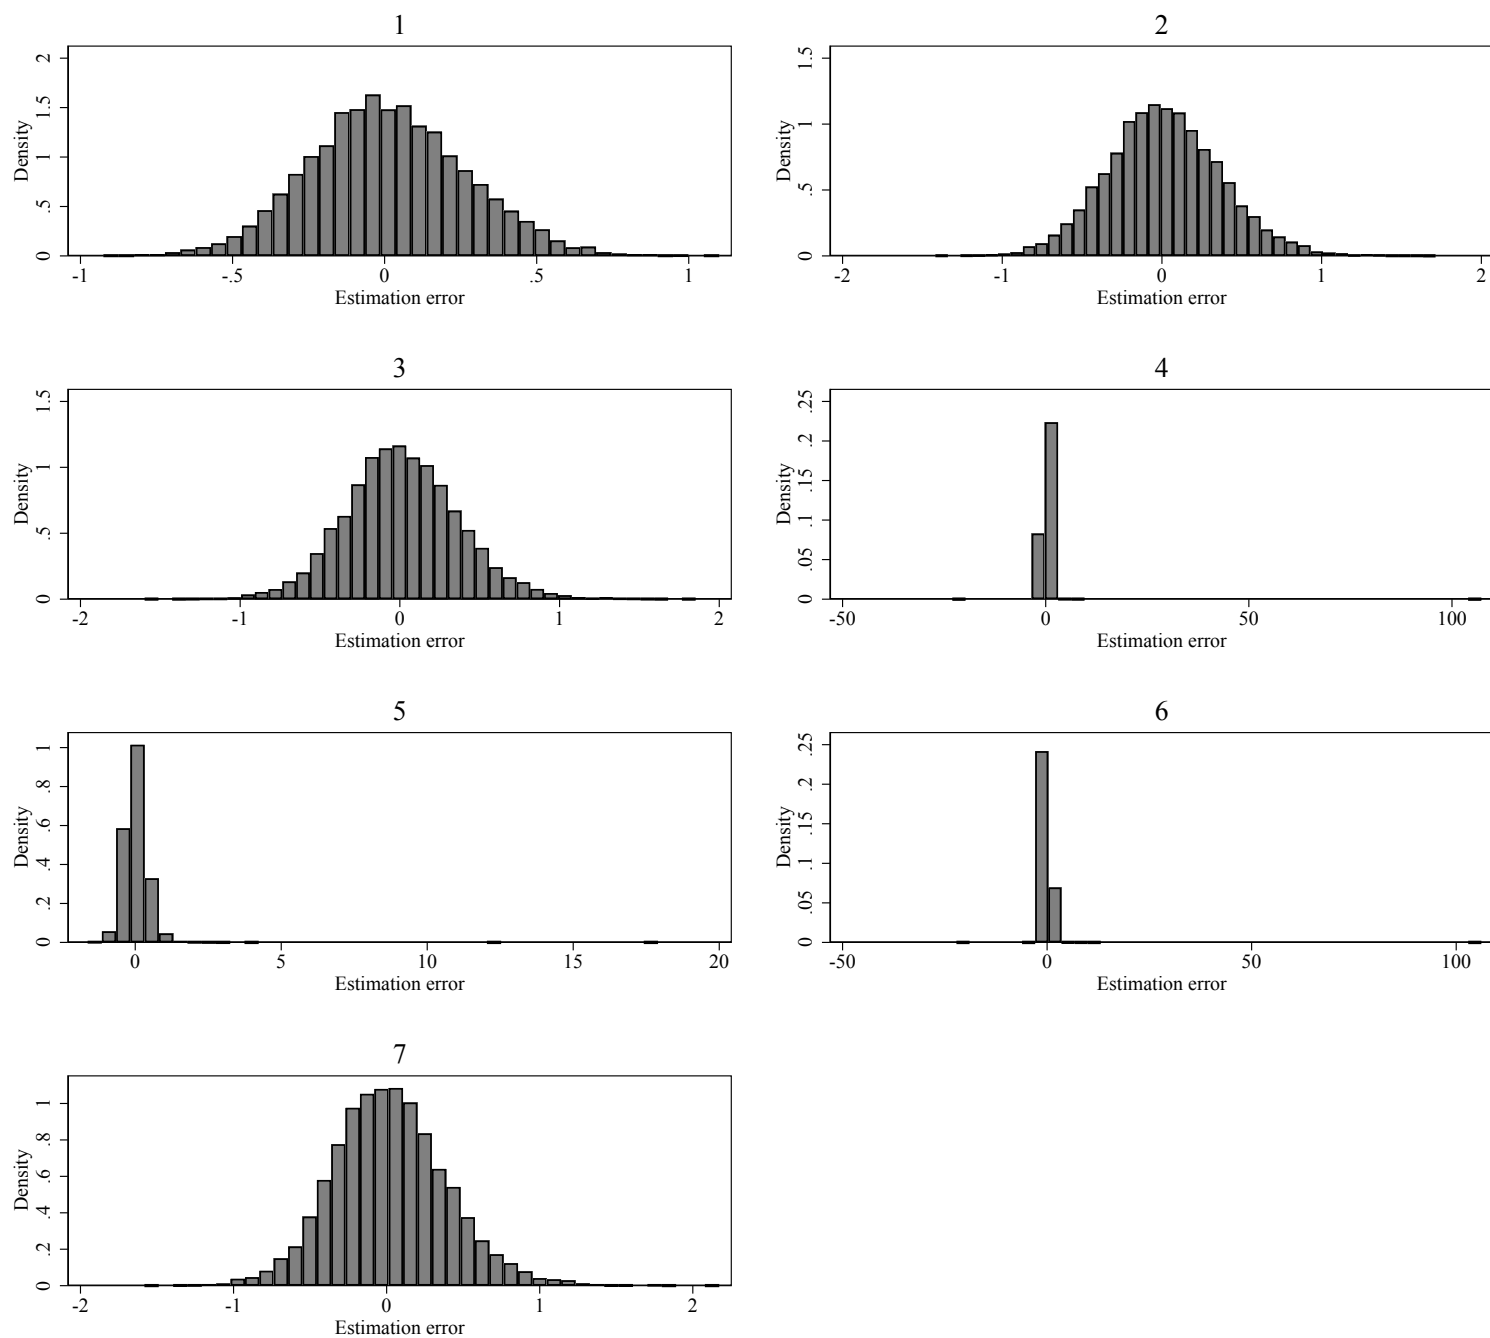 1
Density
0 .5 1 1.5 2
-1 -.5 0 .5 1
Estimation error
2
Density
0 .5 1 1.5
-2 -1 0 1 2
Estimation error
3
Density
0 .5 1 1.5
-2 -1 0 1 2
Estimation error
4
Density
0 .05 .1 .15 .2 .25
-50 0 50 100
Estimation error
5
Density
0 .2 .4 .6 .8 1
0 5 10 15 20
Estimation error
6
Density
0 .05 .1 .15 .2 .25
-50 0 50 100
Estimation error
7
Density
0 .2 .4 .6 .8 1
-2 -1 0 1 2
Estimation error